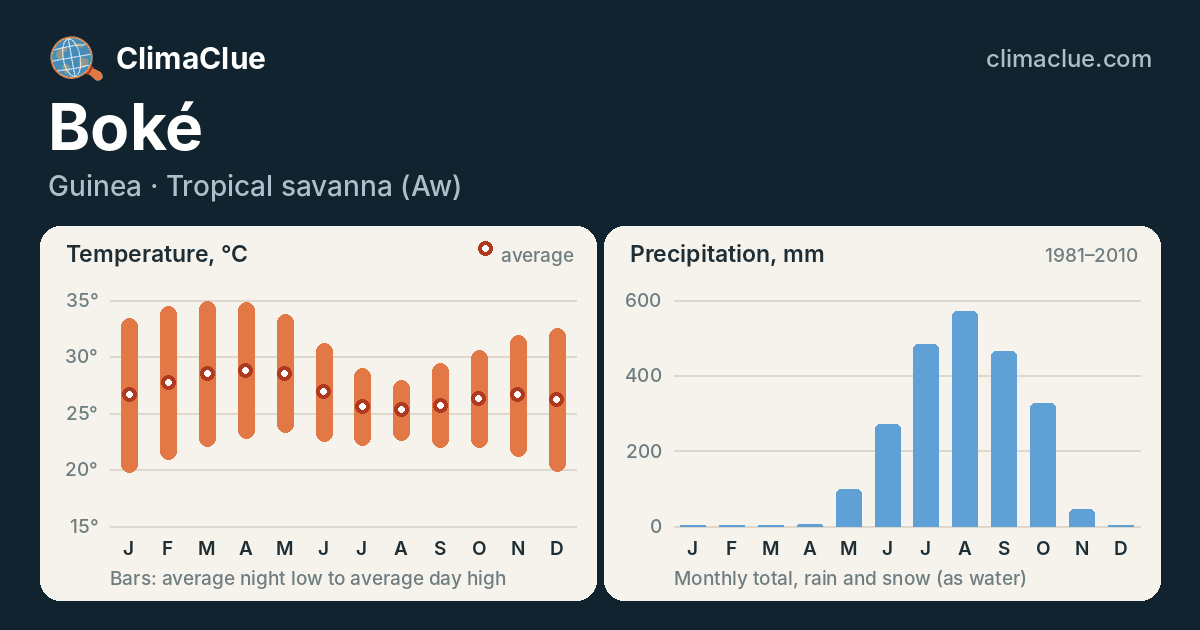 ClimaClue
climaclue.com
Boké
Guinea · Tropical savanna (Aw)
Temperature, °C
average
35°
30°
25°
20°
15°
J F M A M J J A S O N D
Bars: average night low to average day high
Precipitation, mm
1981–2010
600
400
200
0
J F M A M J J A S O N D
Monthly total, rain and snow (as water)